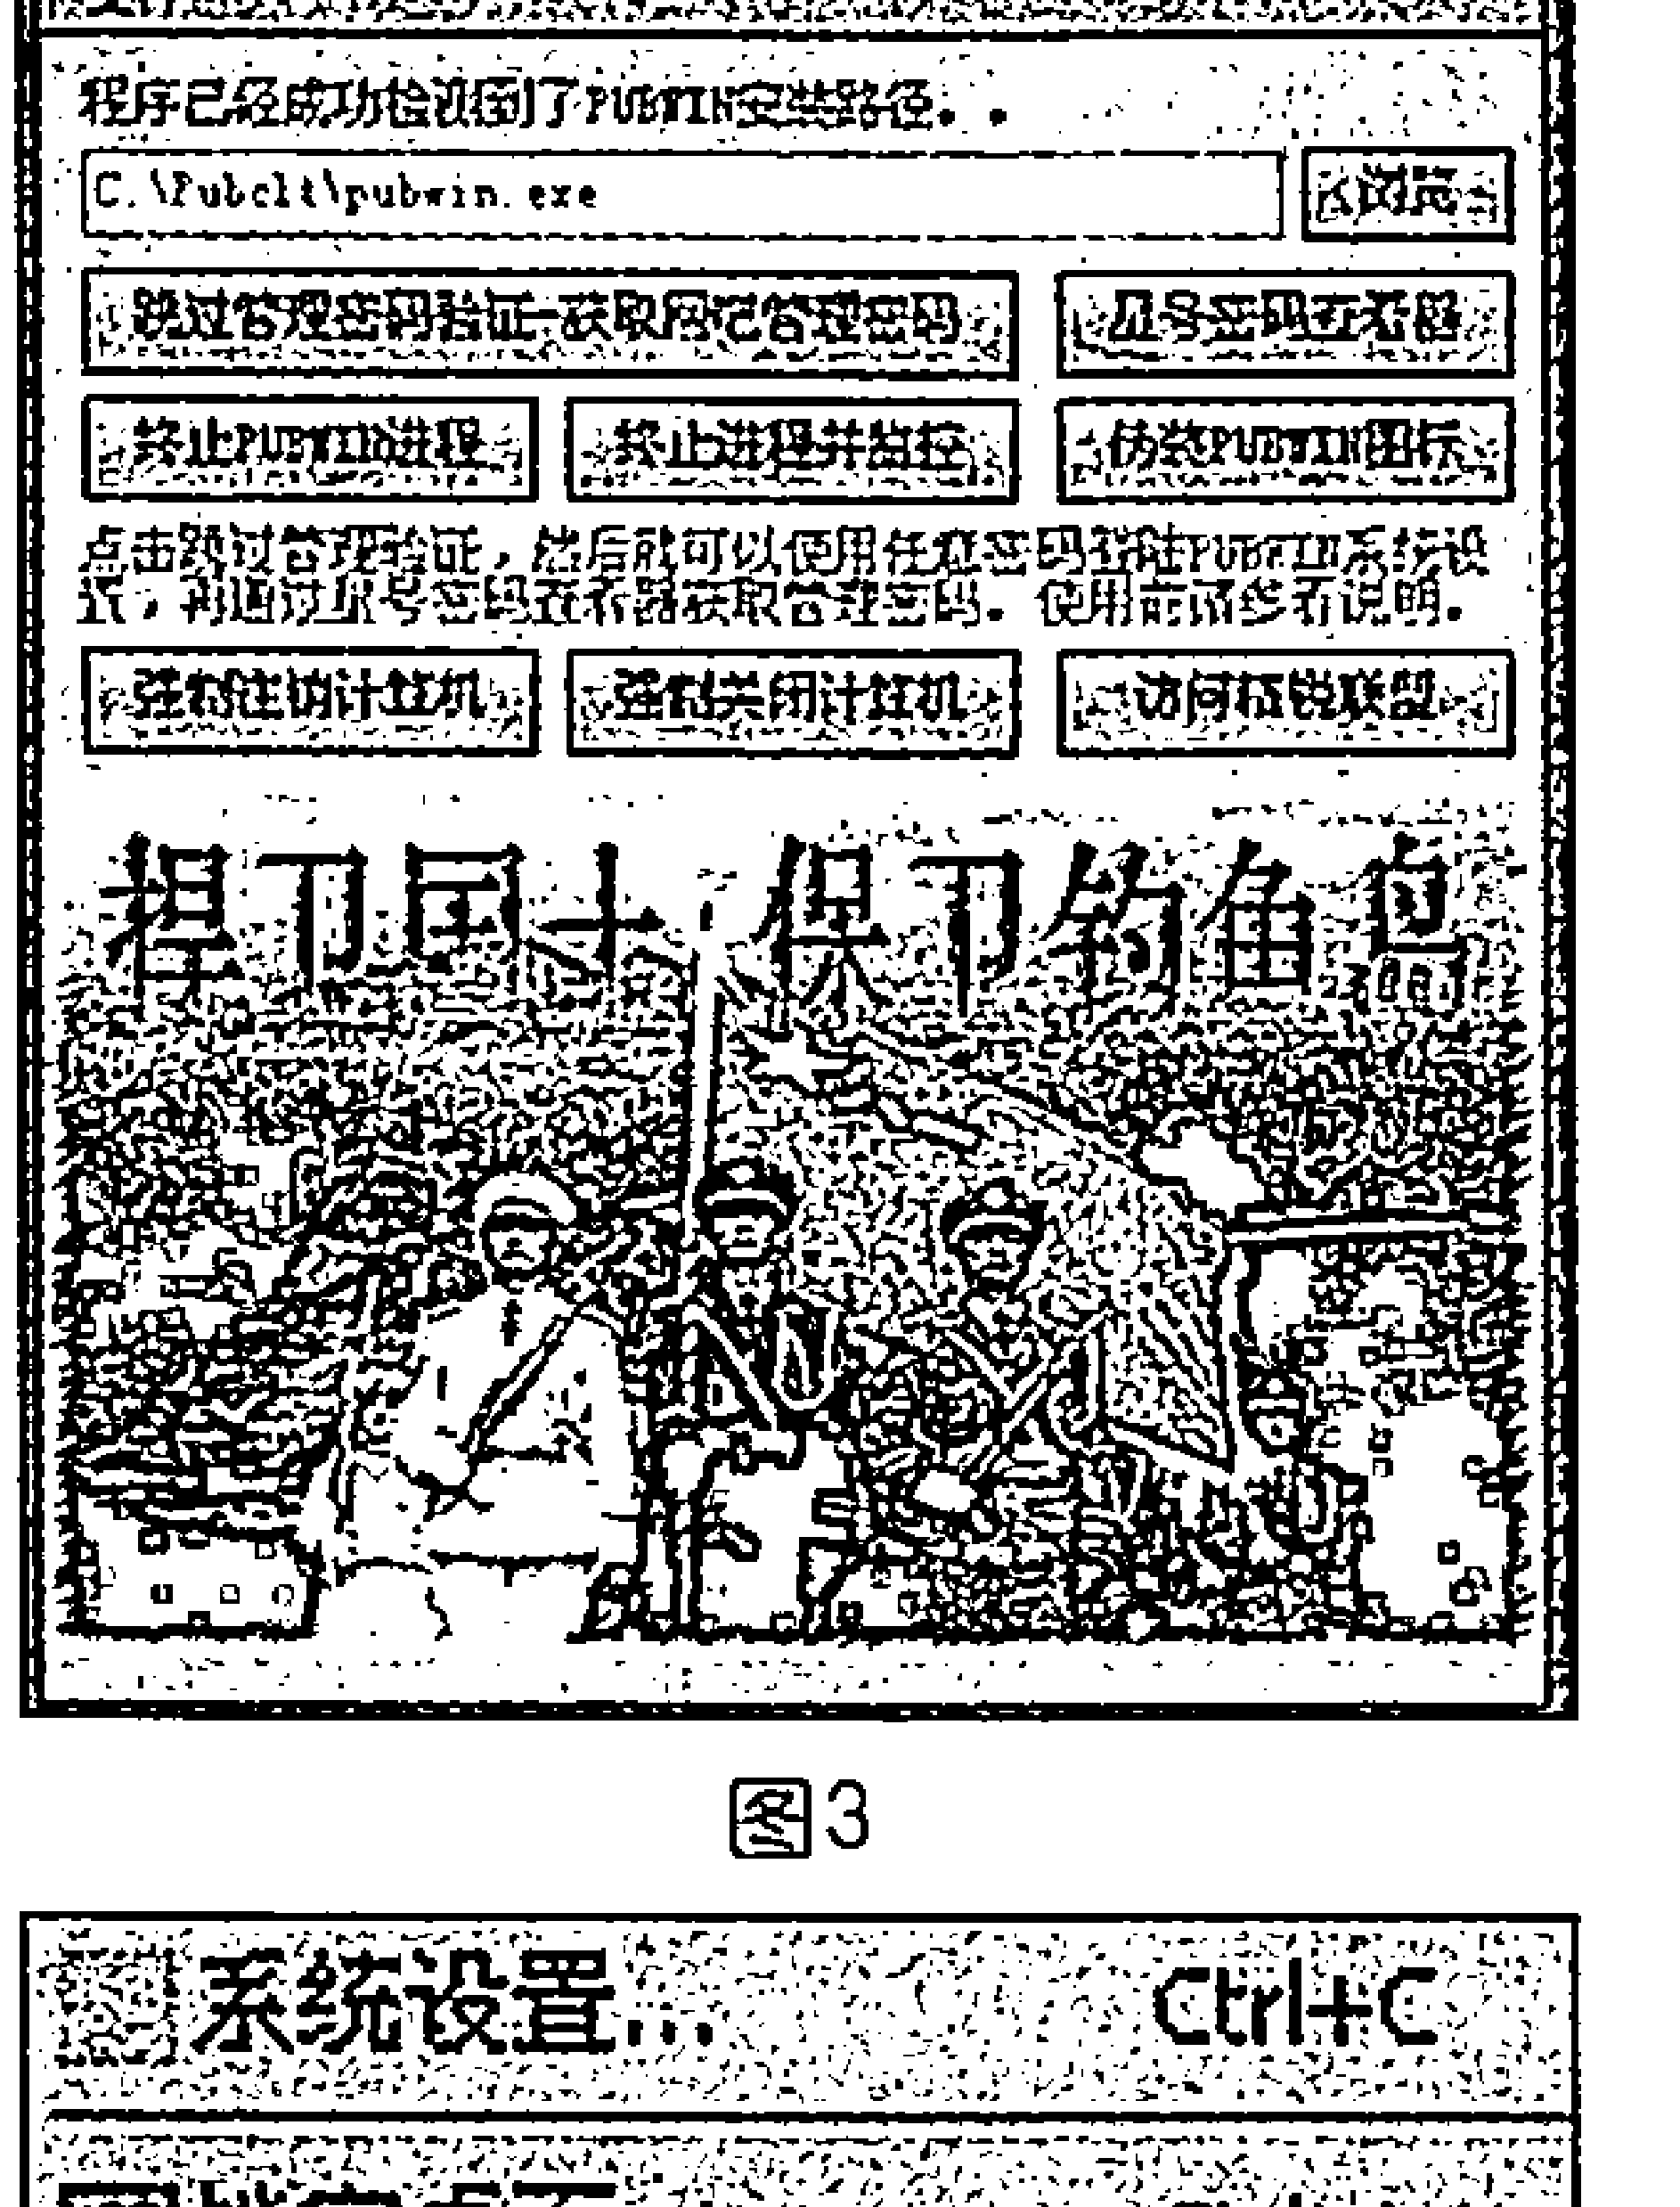 程序已经成功检测到了PUBWIN安装路径..
C:\Pubclt\pubwin.exe
浏览
跳过管理密码验证-获取网吧管理密码
星号密码查看器
终止PUBWIN进程
终止进程并监控
伪装PUBWIN图标
点击跳过管理验证,然后就可以使用任意密码登陆PUBWIN系统设
置,再通过星号密码查看器获取管理密码.使用前请参看说明.
强制注销计算机
强制关闭计算机
访问 联盟
捍卫国土 保卫钓鱼岛
图3
系统设置... Ctrl+C